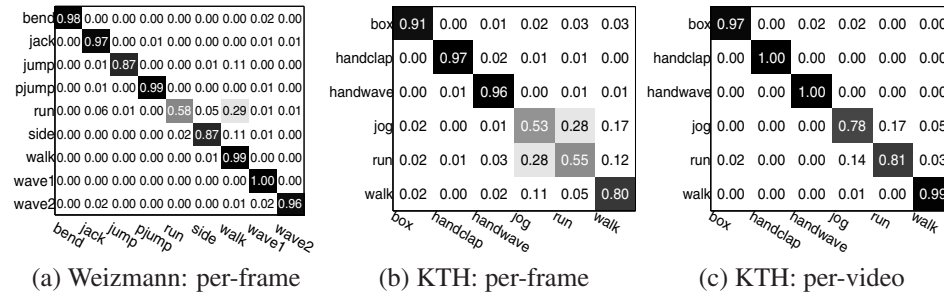 bend 0.98 0.00 0.00 0.00 0.00 0.00 0.00 0.02 0.00
jack 0.00 0.97 0.00 0.01 0.00 0.00 0.00 0.01 0.01
jump 0.00 0.01 0.87 0.00 0.01 0.00 0.11 0.00 0.00
pjump 0.00 0.01 0.00 0.99 0.00 0.00 0.00 0.00 0.00
run 0.00 0.06 0.01 0.00 0.58 0.05 0.01 0.01
side 0.00 0.00 0.00 0.00 0.02 0.87 0.11 0.01 0.00
walk 0.00 0.00 0.00 0.00 0.00 0.01 0.99 0.00 0.00
wave1 0.00 0.00 0.00 0.00 0.00 0.00 0.00 1.00 0.00
wave2 0.00 0.02 0.00 0.00 0.00 0.00 0.01 0.02 0.96
bend jack jump pjump run side walk wave1 wave2
(a) Weizmann: per-frame
box 0.91 0.00 0.01 0.02 0.03 0.03
handclap 0.00 0.97 0.02 0.01 0.01 0.00
handwave 0.00 0.01 0.96 0.00 0.01 0.01
jog 0.02 0.00 0.01 0.53 0.28 0.17
run 0.02 0.01 0.03 0.28 0.55 0.12
walk 0.02 0.00 0.02 0.11 0.05 0.80
box handclap handwave jog run walk
(b) KTH: per-frame
box 0.97 0.00 0.02 0.02 0.00 0.00
handclap 0.00 1.00 0.00 0.00 0.00 0.00
handwave 0.00 0.00 1.00 0.00 0.00 0.00
jog 0.00 0.00 0.00 0.78 0.17 0.05
run 0.02 0.00 0.00 0.14 0.81 0.03
walk 0.00 0.00 0.00 0.01 0.00 0.99
box handclap handwave jog run walk
(c) KTH: per-video